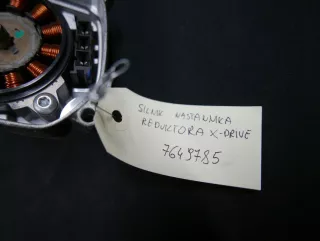 SILNIK NASTAWNIKA
REDUKTORA X-DRIVE
7649785